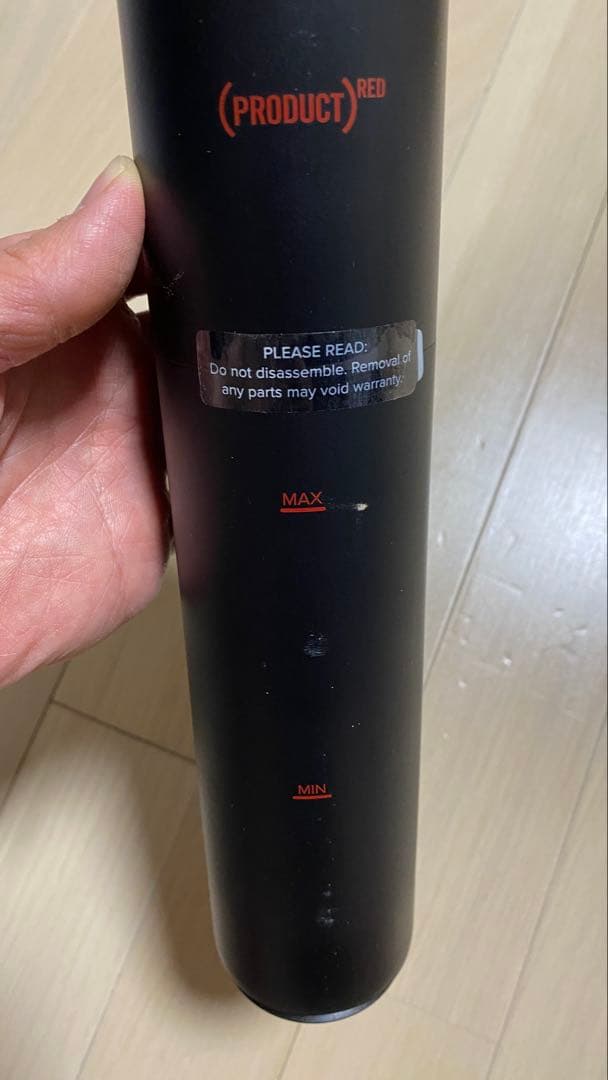 (PRODUCT)RED
PLEASE READ:
Do not disassemble. Removal of
any parts may void warranty.
MAX
MIN